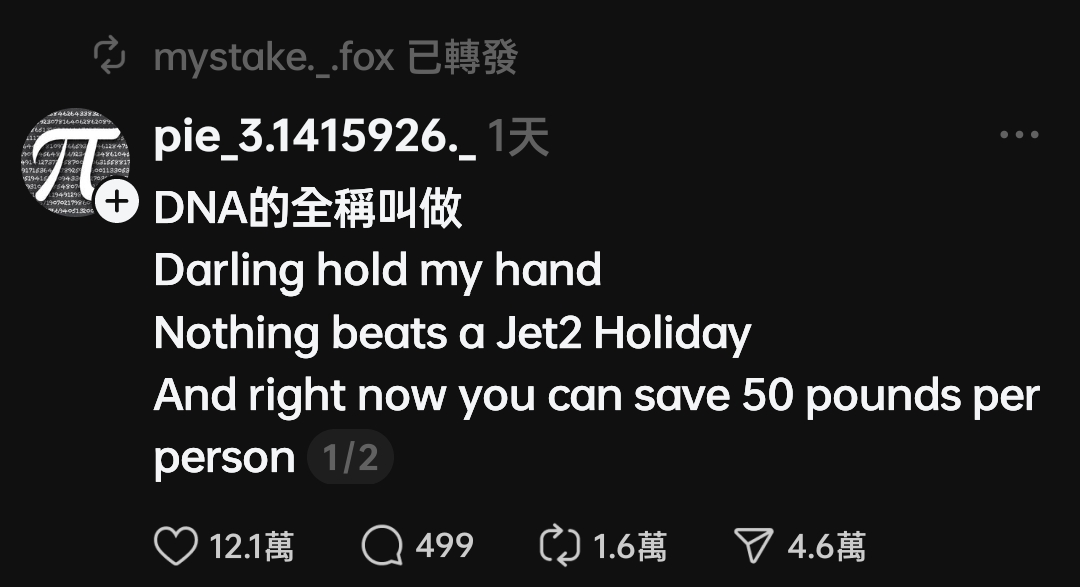 mystake._.fox 已轉發
pie_3.1415926._ 1天
DNA的全稱叫做
Darling hold my hand
Nothing beats a Jet2 Holiday
And right now you can save 50 pounds per
person 1/2
12.1萬 499 1.6萬 4.6萬